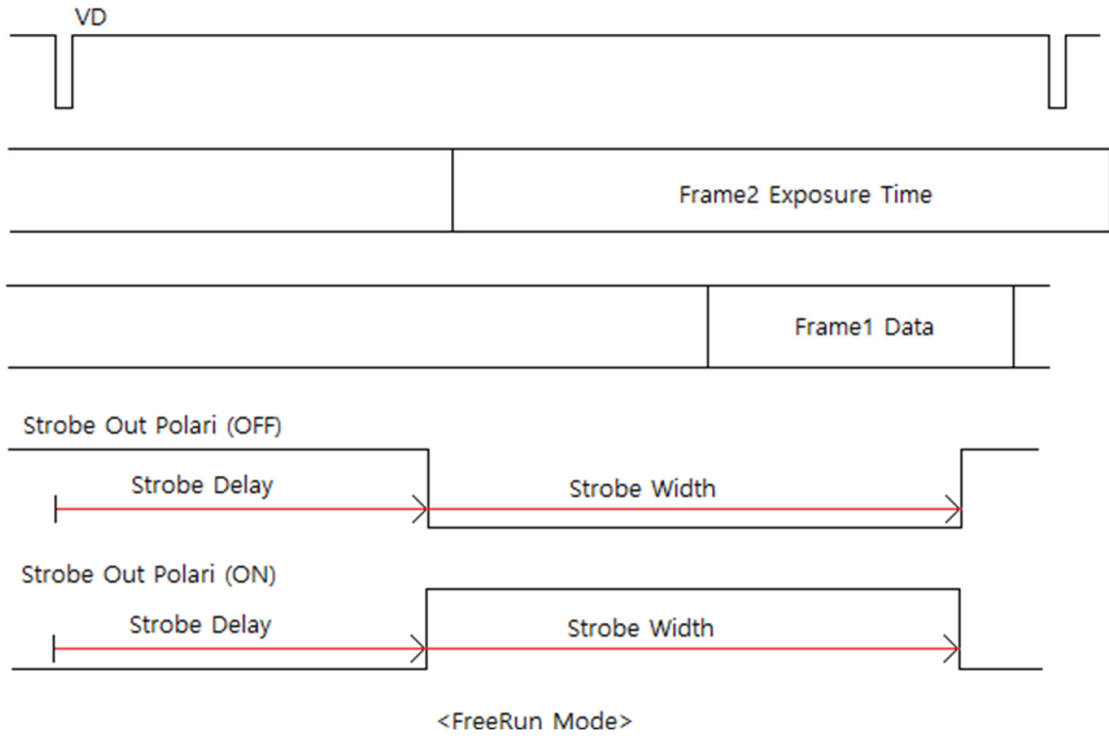 VD
Frame2 Exposure Time
Frame1 Data
Strobe Out Polari (OFF)
Strobe Delay
Strobe Width
Strobe Out Polari (ON)
Strobe Delay
Strobe Width
<FreeRun Mode>